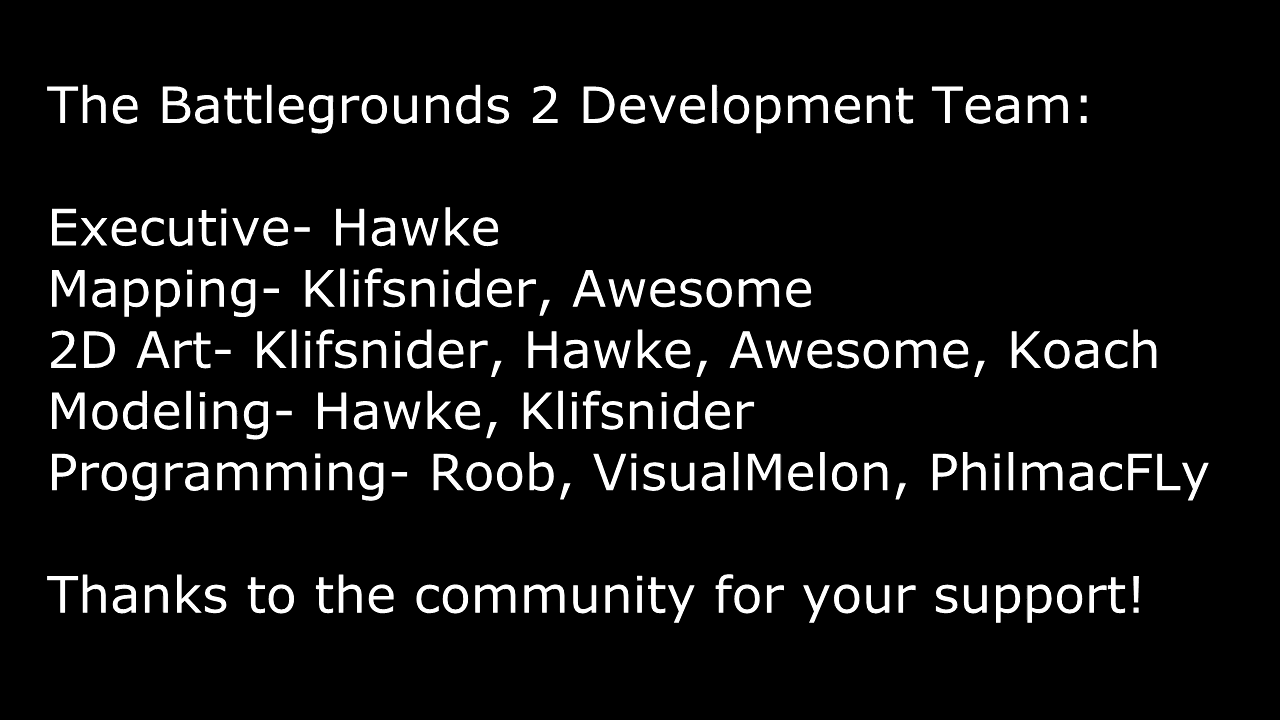 The Battlegrounds 2 Development Team:
Executive- Hawke
Mapping- Klifsnider, Awesome
2D Art- Klifsnider, Hawke, Awesome, Koach
Modeling- Hawke, Klifsnider
Programming- Roob, VisualMelon, PhilmacFLy
Thanks to the community for your support!